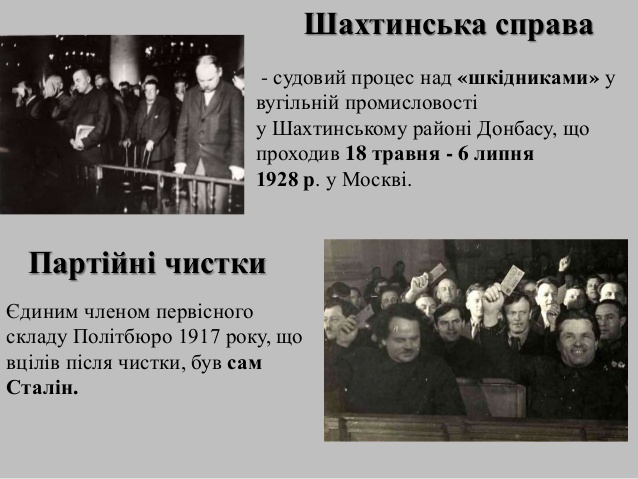 Шахтинська справа
- судовий процес над «шкідниками» у
вугільній промисловості
у Шахтинському районі Донбасу, що
проходив 18 травня - 6 липня
1928 р. у Москві.
Партійні чистки
Єдиним членом первісного
складу Політбюро 1917 року, що
вцілів після чистки, був сам
Сталін.